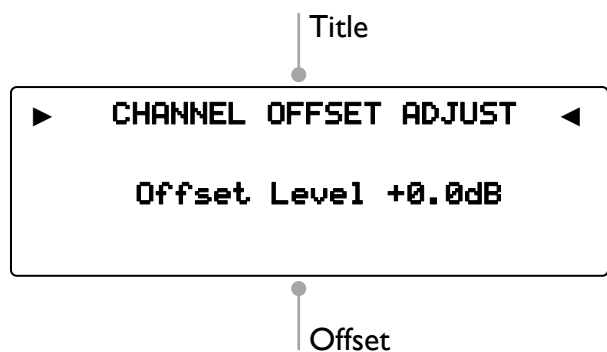 Title
► CHANNEL OFFSET ADJUST ◄
Offset Level +0.0dB
Offset